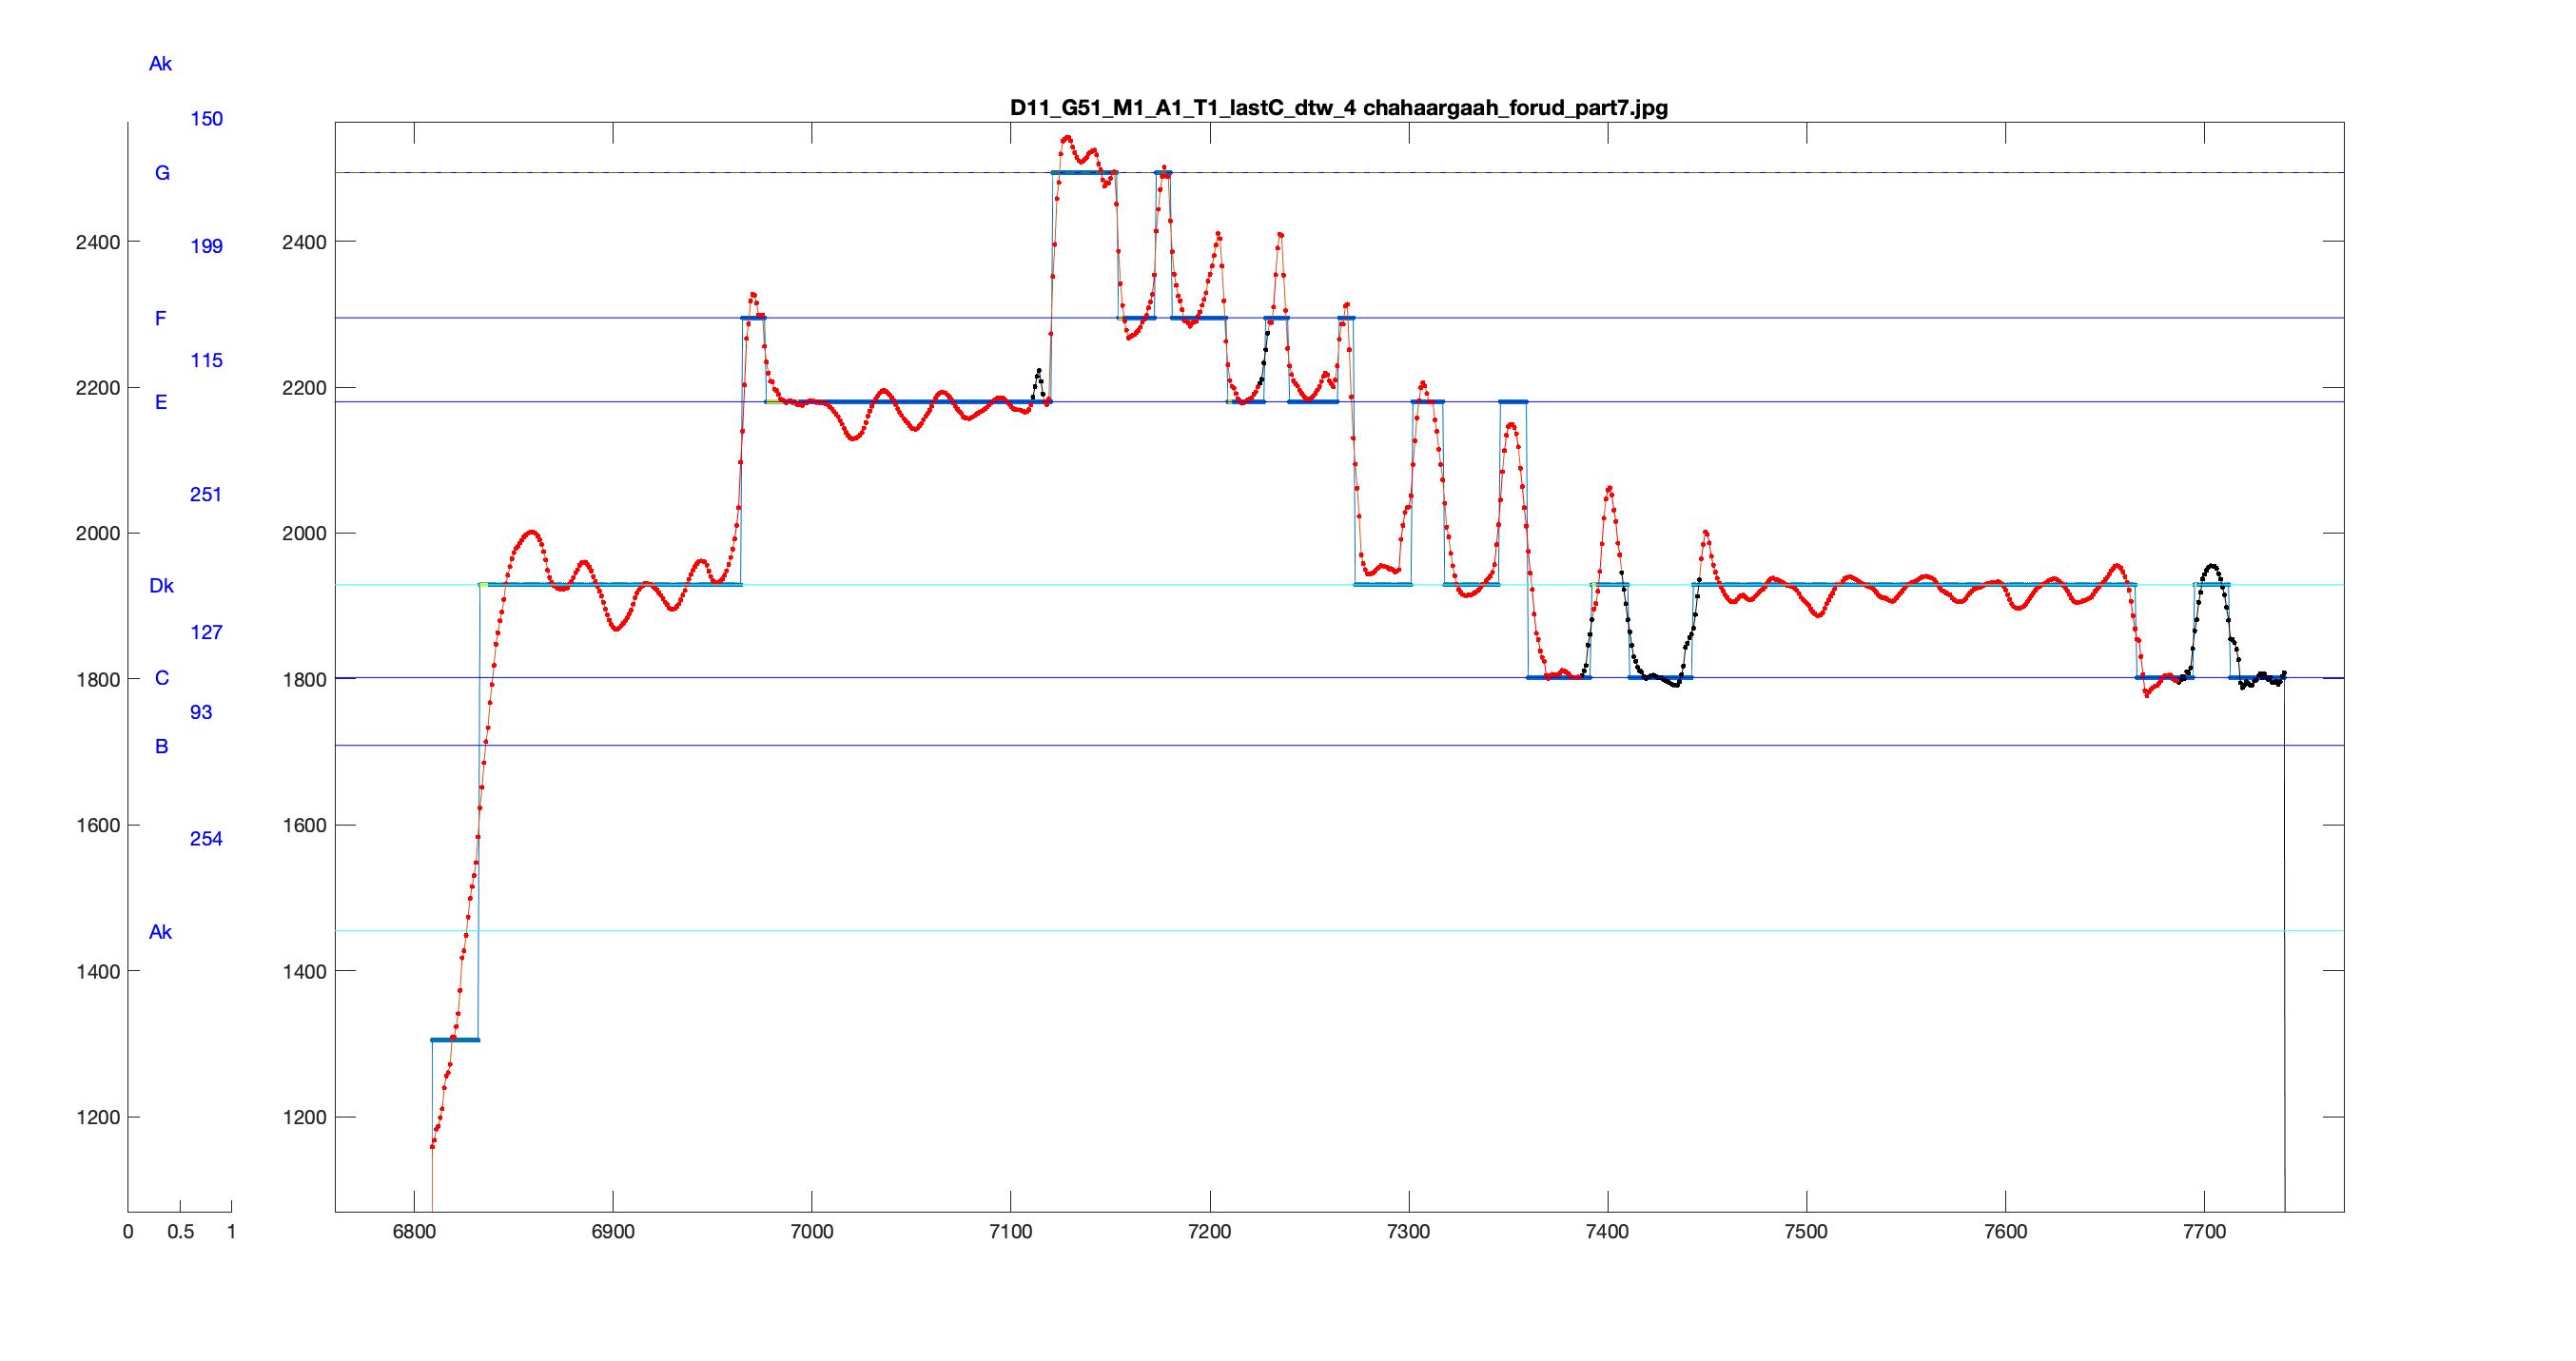 Ak
150
D11_G51_M1_A1_T1_lastC_dtw_4 chahaargaah_forud_part7.jpg
G
2400 199 2400
F
115
2200 2200
E
251
2000 2000
Dk
127
1800 C 1800
93
B
1600 254 1600
Ak
1400 1400
1200 1200
0 0.5 1 6800 6900 7000 7100 7200 7300 7400 7500 7600 7700